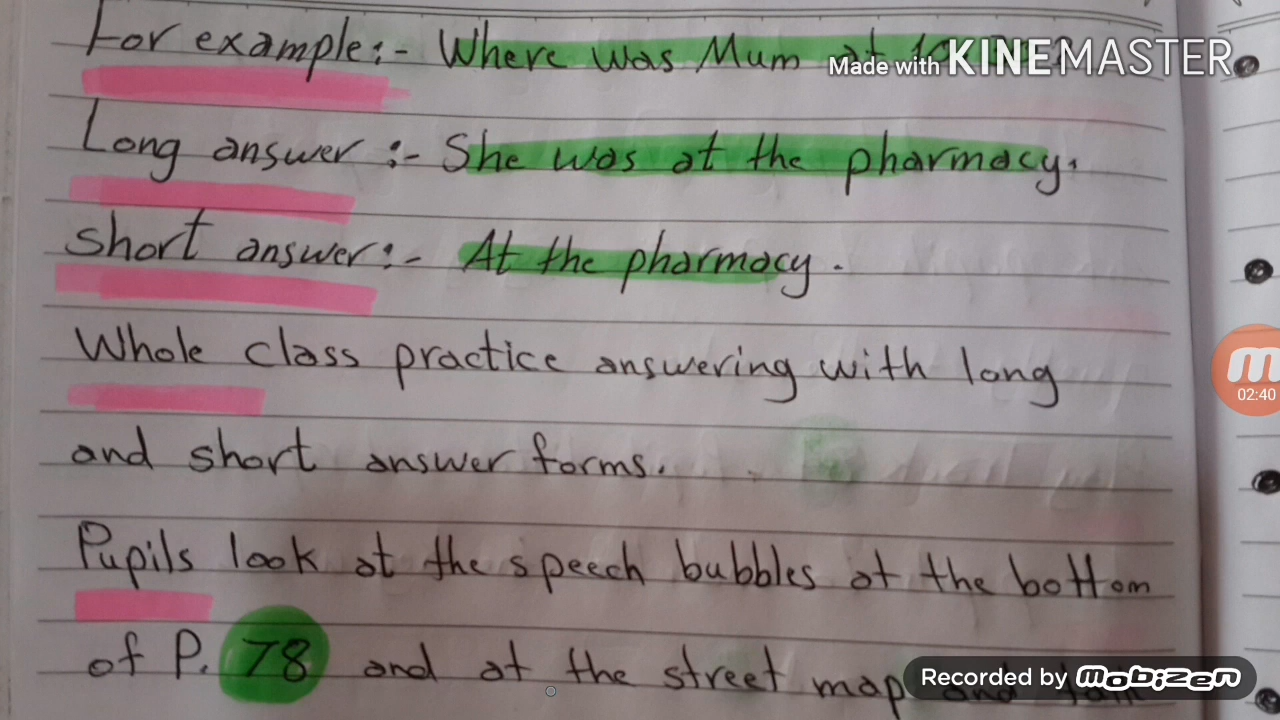 For example:- Where was Mum at
Made with KINEMASTER
Long answer :- She was at the pharmacy.
short answer:- At the pharmacy.
Whole class practice answering with long
02:40
and short answer forms.
Pupils look at the speech bubbles at the bottom
of P. 78 and at the street map and
Recorded by mobizen